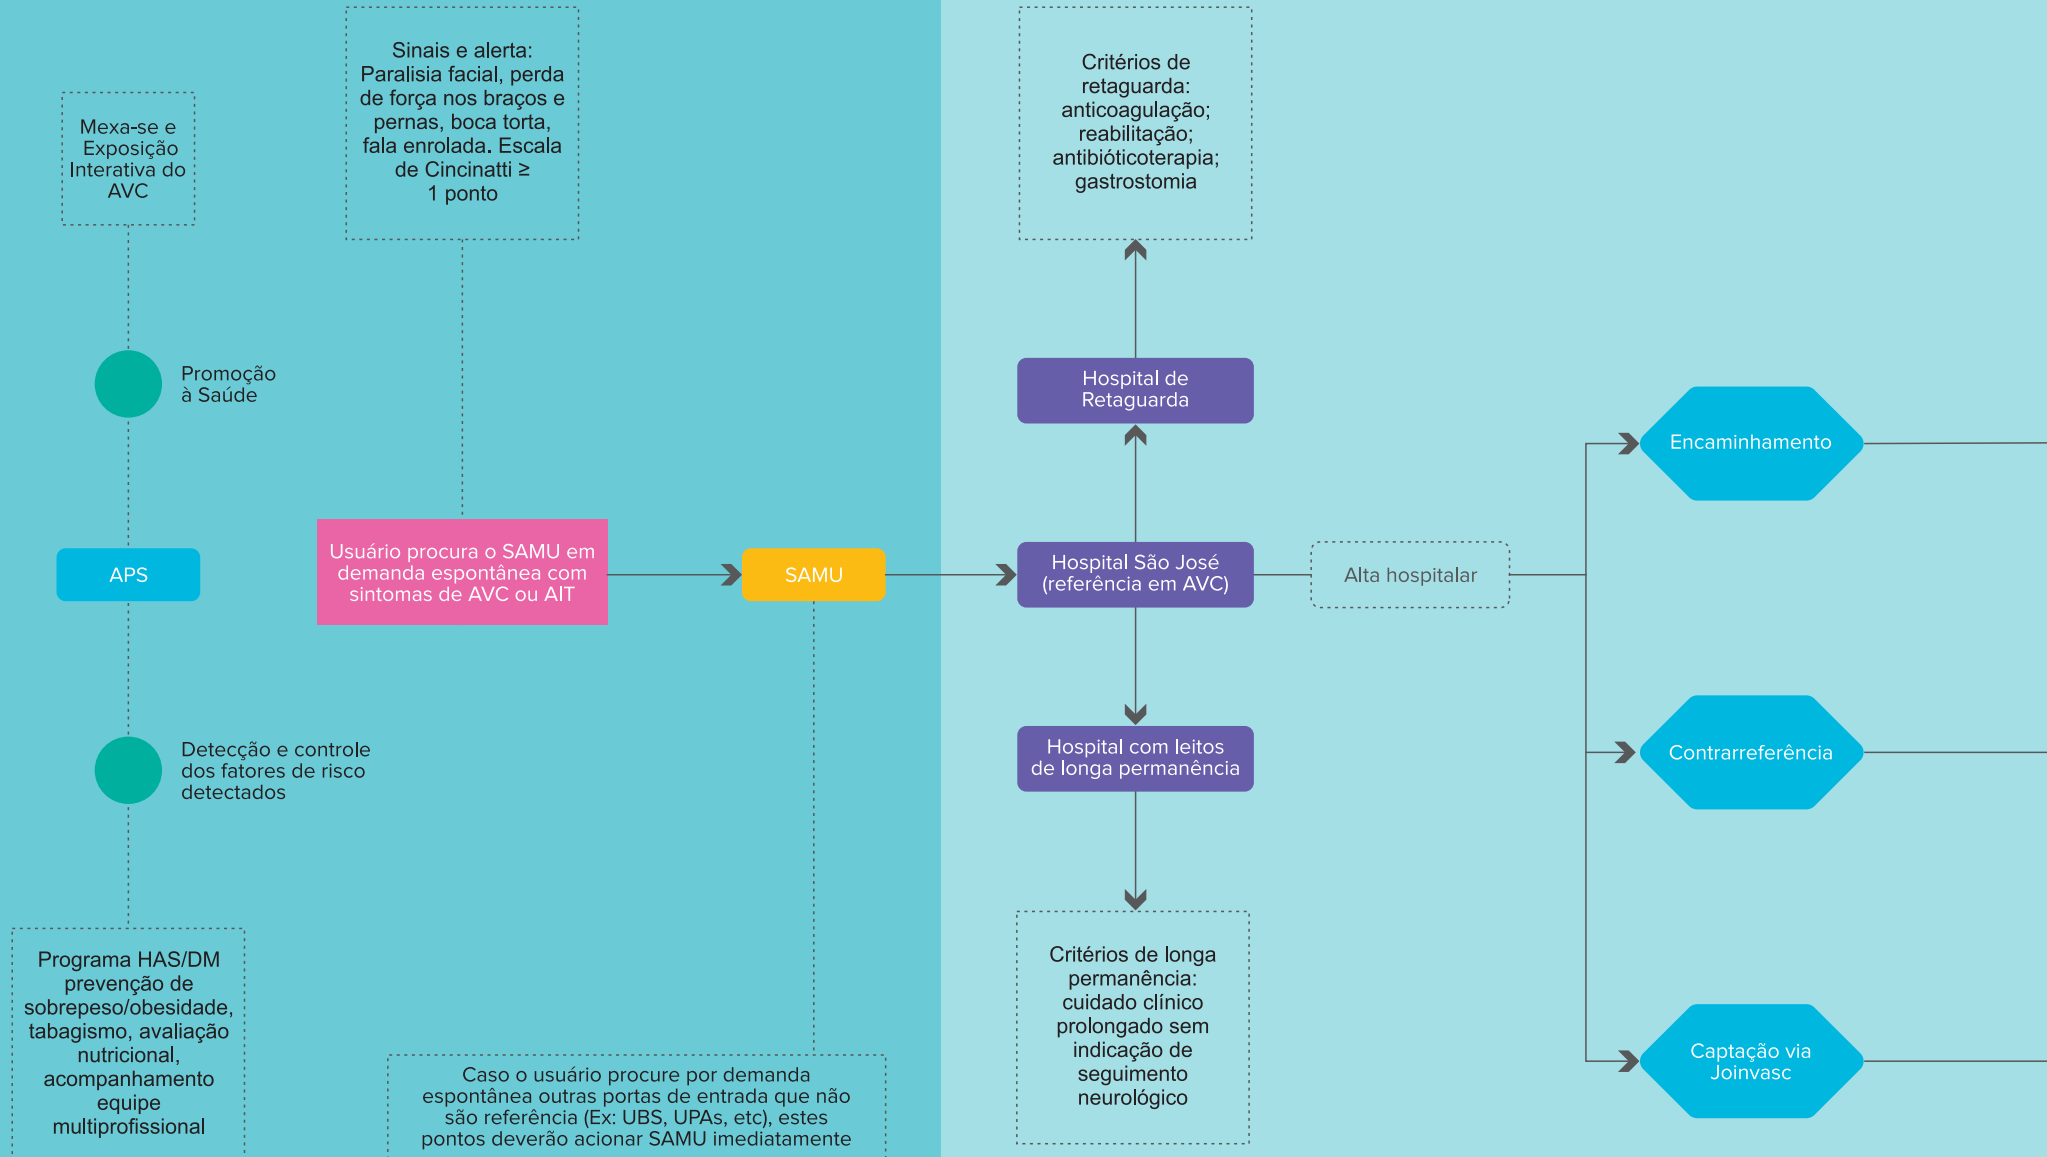 Mexa-se e
Exposição
Interativa do
AVC
Promoção
à Saúde
APS
Detecção e controle
dos fatores de risco
detectados
Programa HAS/DM
prevenção de
sobrepeso/obesidade,
tabagismo, avaliação
nutricional,
acompanhamento
equipe
multiprofissional
Sinais e alerta:
Paralisia facial, perda
de força nos braços e
pernas, boca torta,
fala enrolada. Escala
de Cincinatti ≥
1 ponto
Usuário procura o SAMU em
demanda espontânea com
sintomas de AVC ou AIT
SAMU
Caso o usuário procure por demanda
espontânea outras portas de entrada que não
são referência (Ex: UBS, UPAs, etc), estes
pontos deverão acionar SAMU imediatamente
Critérios de
retaguarda:
anticoagulação;
reabilitação;
antibióticoterapia;
gastrostomia
Hospital de
Retaguarda
Hospital São José
(referência em AVC)
Hospital com leitos
de longa permanência
Critérios de longa
permanência:
cuidado clínico
prolongado sem
indicação de
seguimento
neurológico
Alta hospitalar
Encaminhamento
Contrarreferência
Captação via
Joinvasc